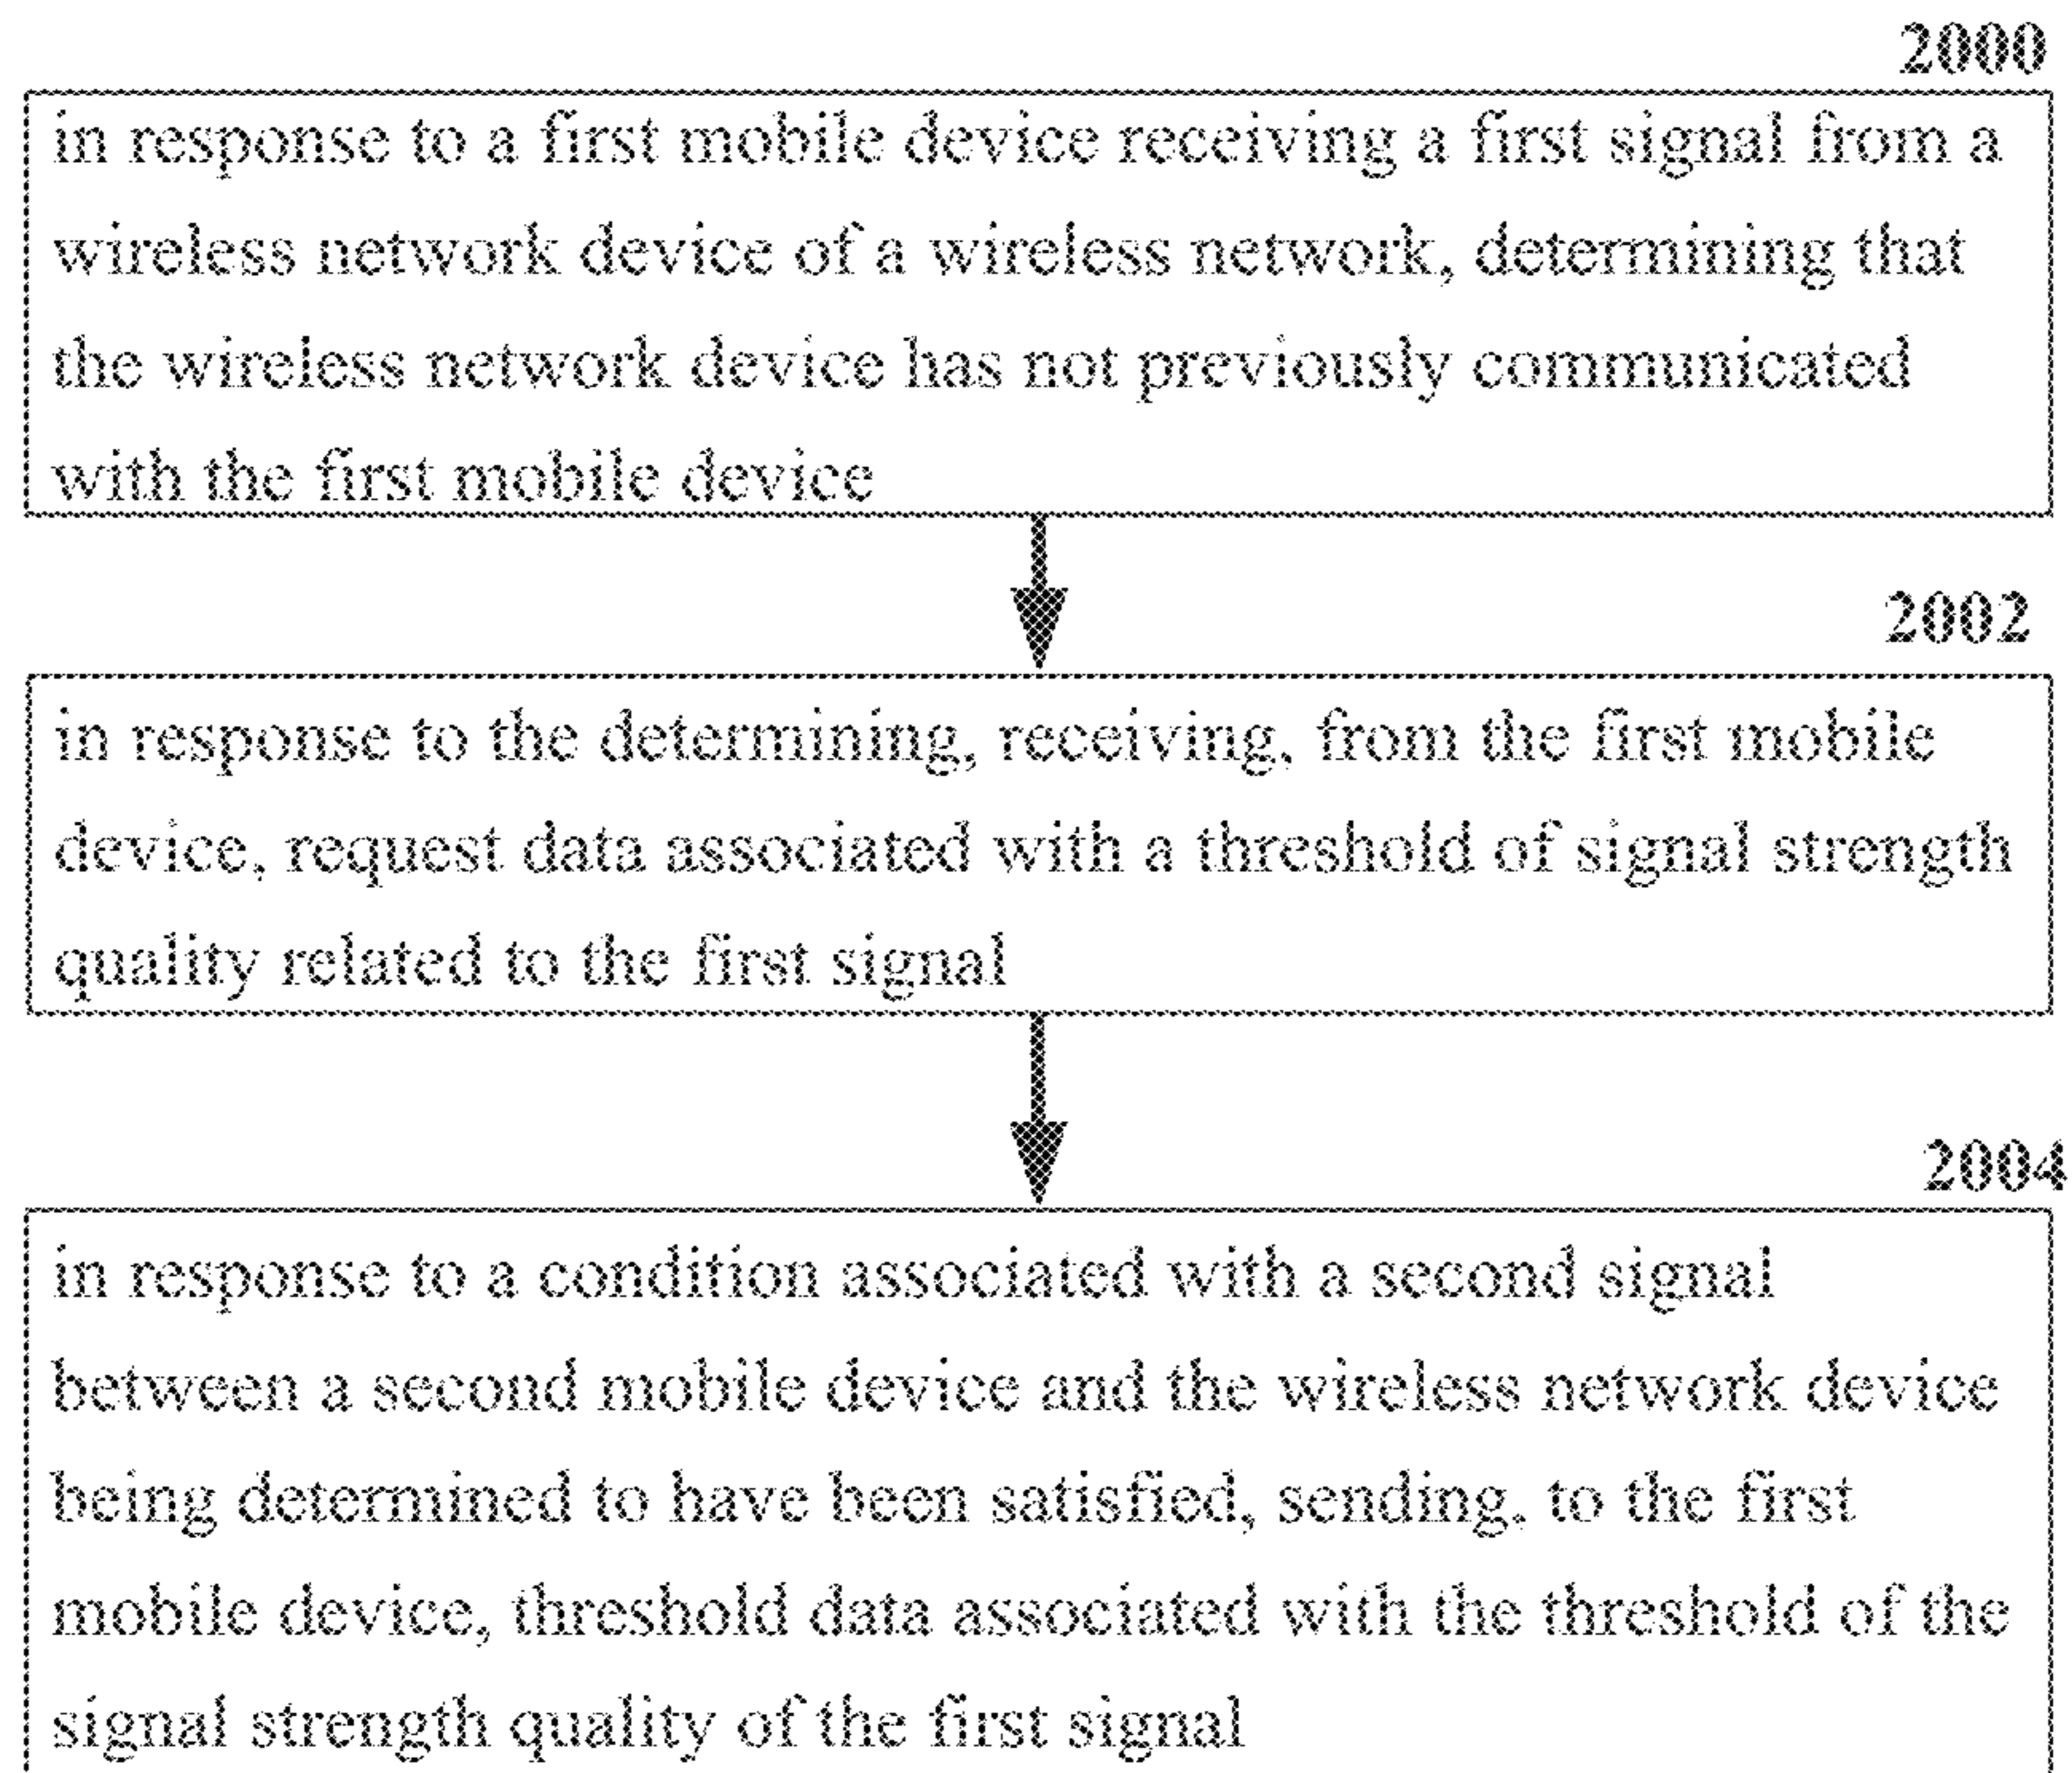 2000
in response to a first mobile device receiving a first signal from a
wireless network device of a wireless network, determining that
the wireless network device has not previously communicated
with the first mobile device
2002
in response to the determining, receiving, from the first mobile
device, request data associated with a threshold of signal strength
quality related to the first signal
2004
in response to a condition associated with a second signal
between a second mobile device and the wireless network device
being determined to have been satisfied, sending, to the first
mobile device, threshold data associated with the threshold of the
signal strength quality of the first signal